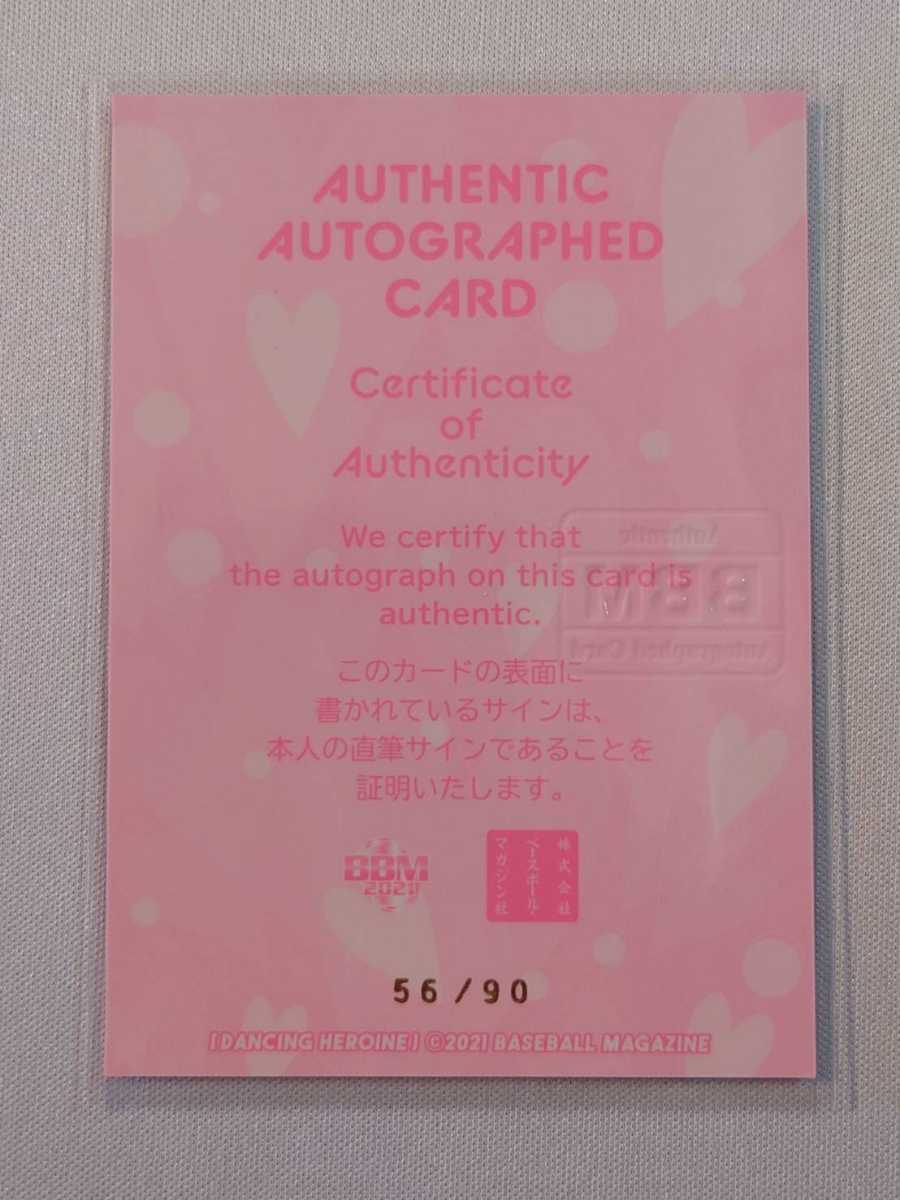 AUTHENTIC
AUTOGRAPHED
CARD
Certificate
of
Authenticity
We certify that
the autograph on this card is
authentic.
Authentic
BBM
Autographed Card
このカードの表面に
書かれているサインは、
本人の直筆サインであることを
証明いたします。
BBM
2021
株式会社
ベースボール・
マガジン社
56/90
「DANCING HEROINE」 ©2021 BASEBALL MAGAZINE